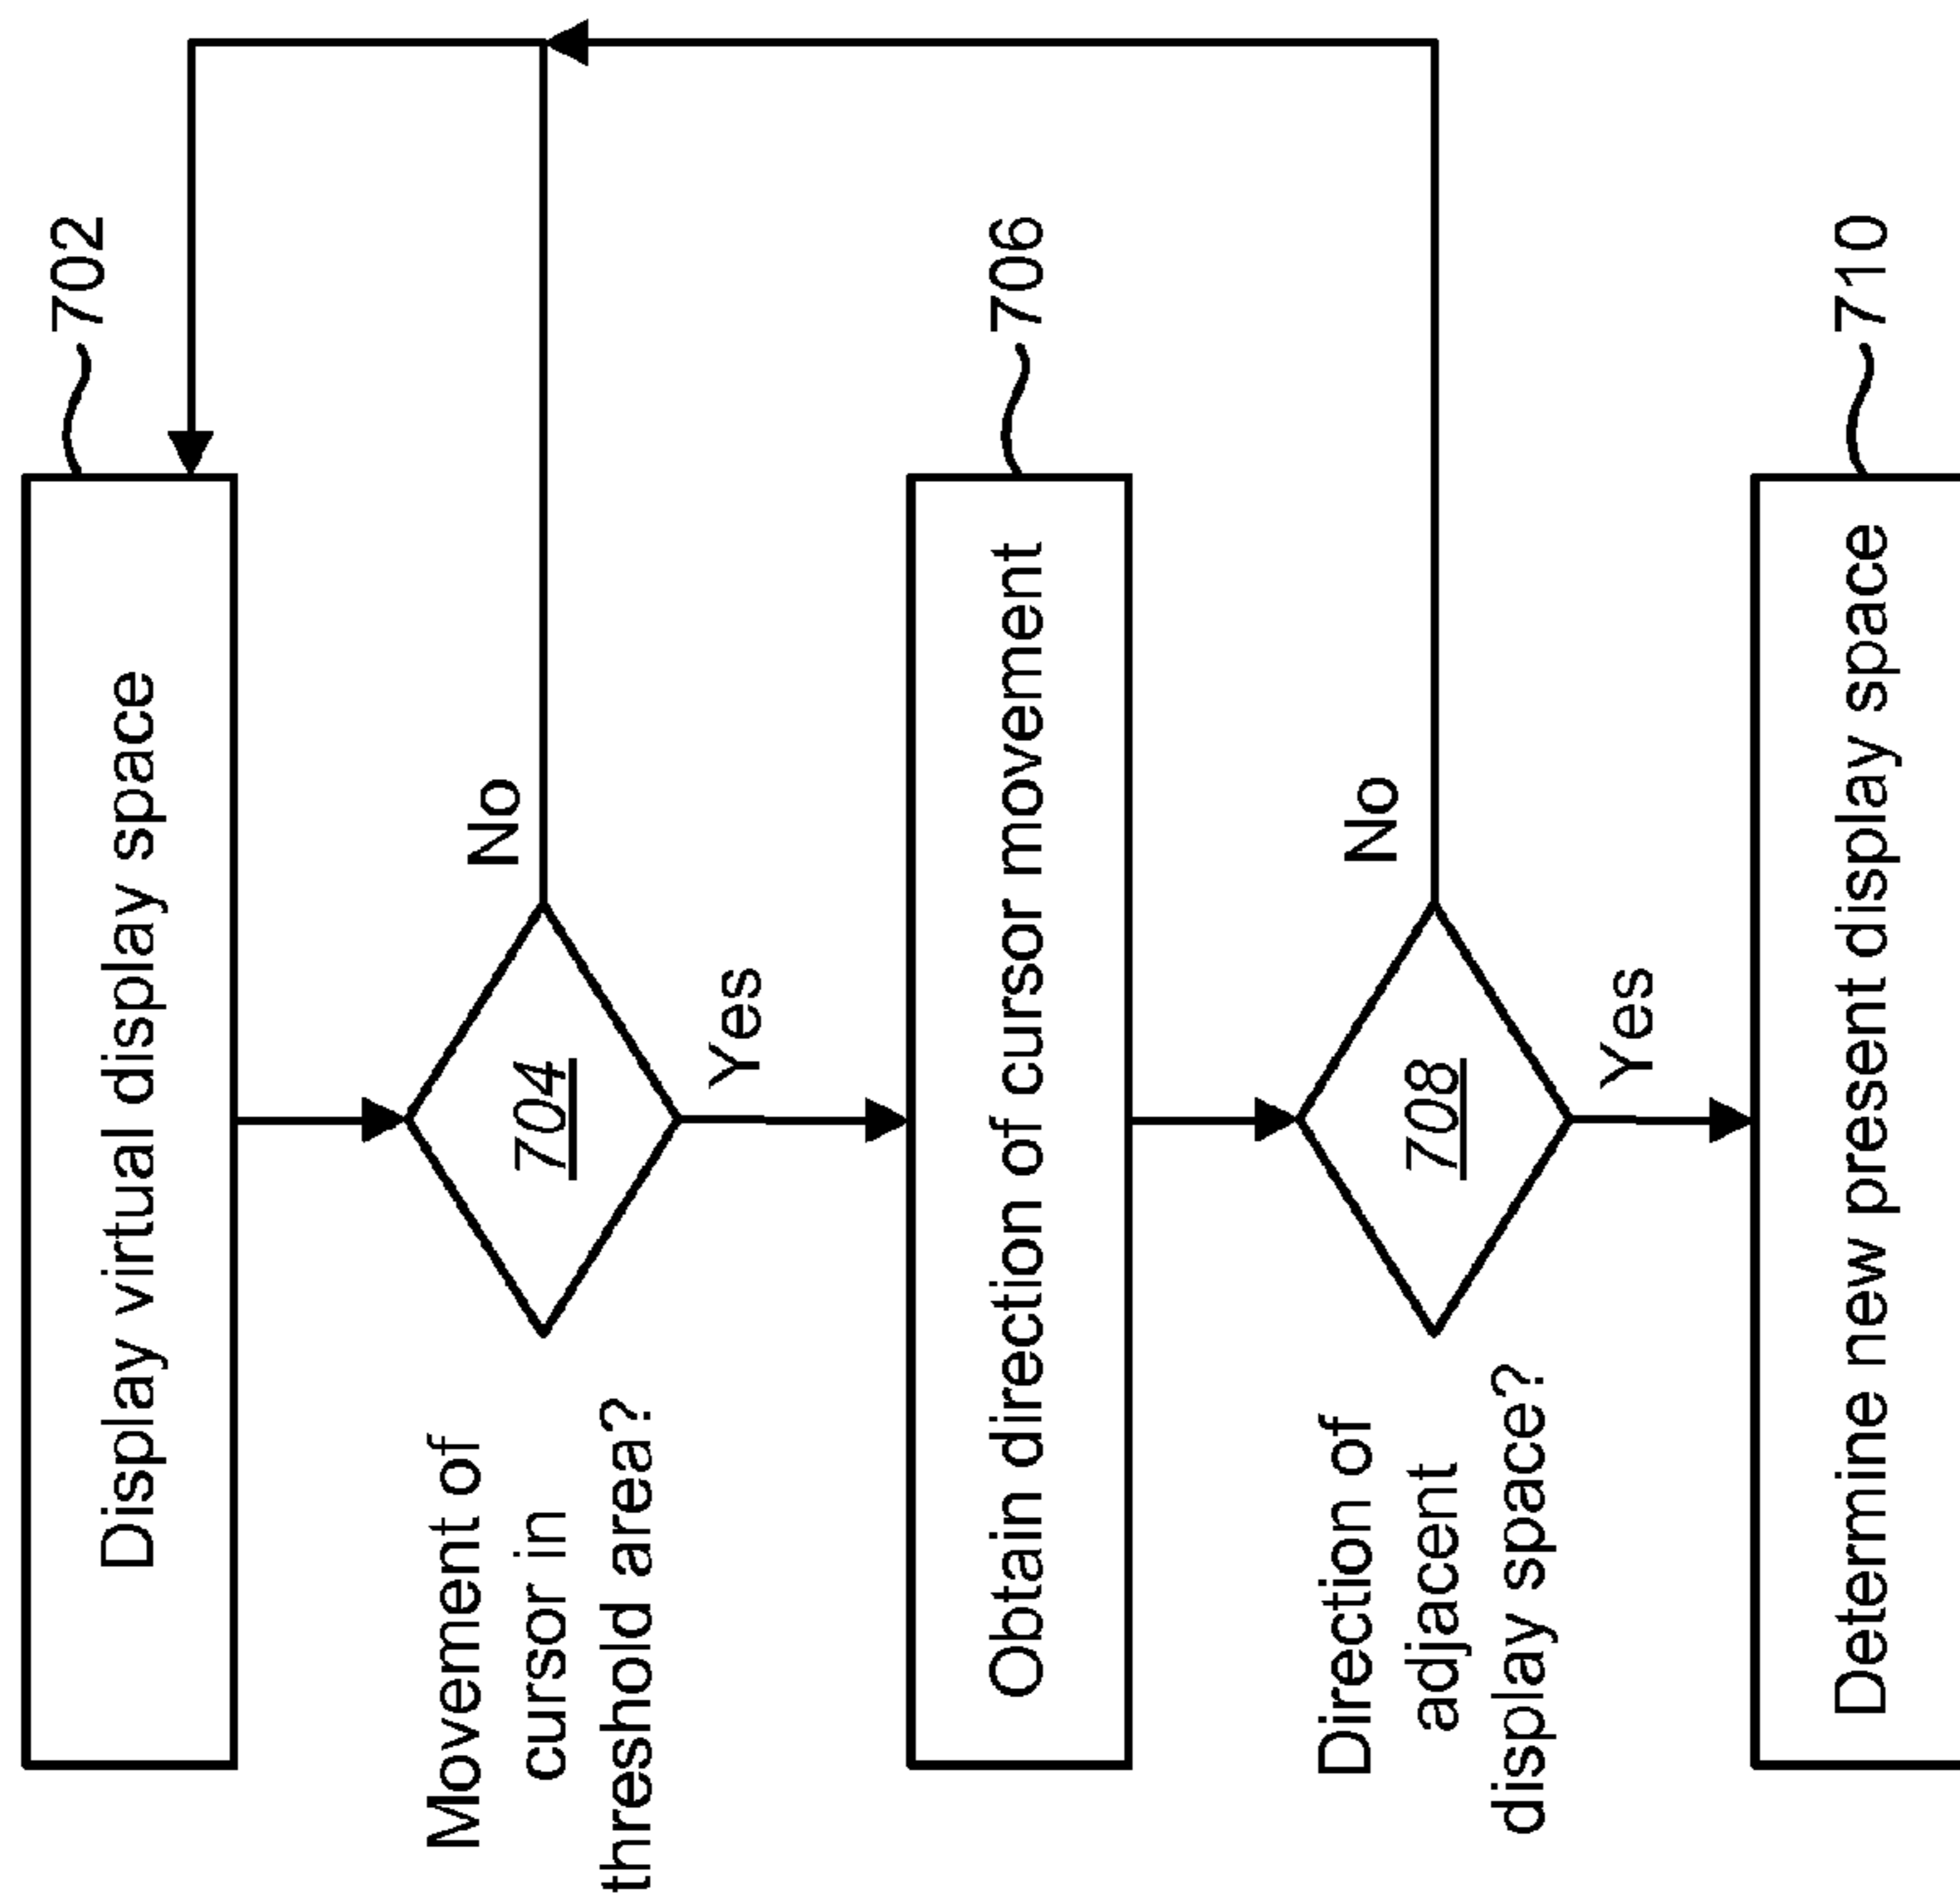 Display virtual display space
702
Movement of
cursor in
threshold area?
704
No
Yes
Obtain direction of cursor movement
706
Direction of
adjacent
display space?
708
No
Yes
Determine new present display space
710